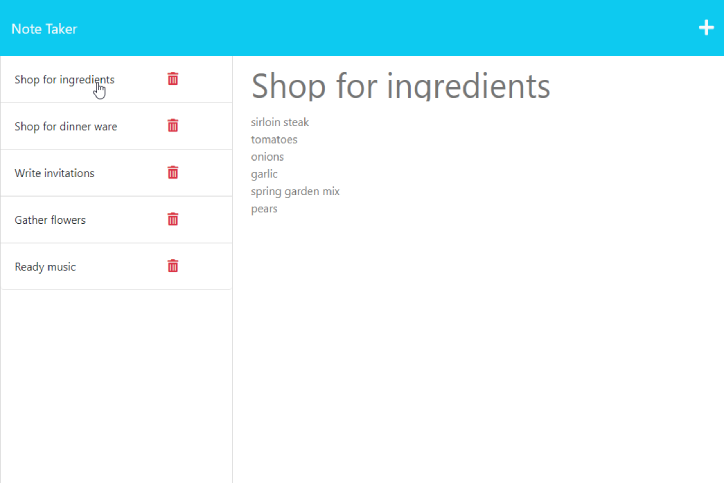 Note Taker
Shop for ingredients
Shop for dinner ware
Write invitations
Gather flowers
Ready music
Shop for ingredients
sirloin steak
tomatoes
onions
garlic
spring garden mix
pears